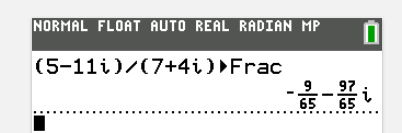 NORMAL FLOAT AUTO REAL RADIAN MP
(5-11i)/(7+4i)▸Frac
-9/65-97/65i